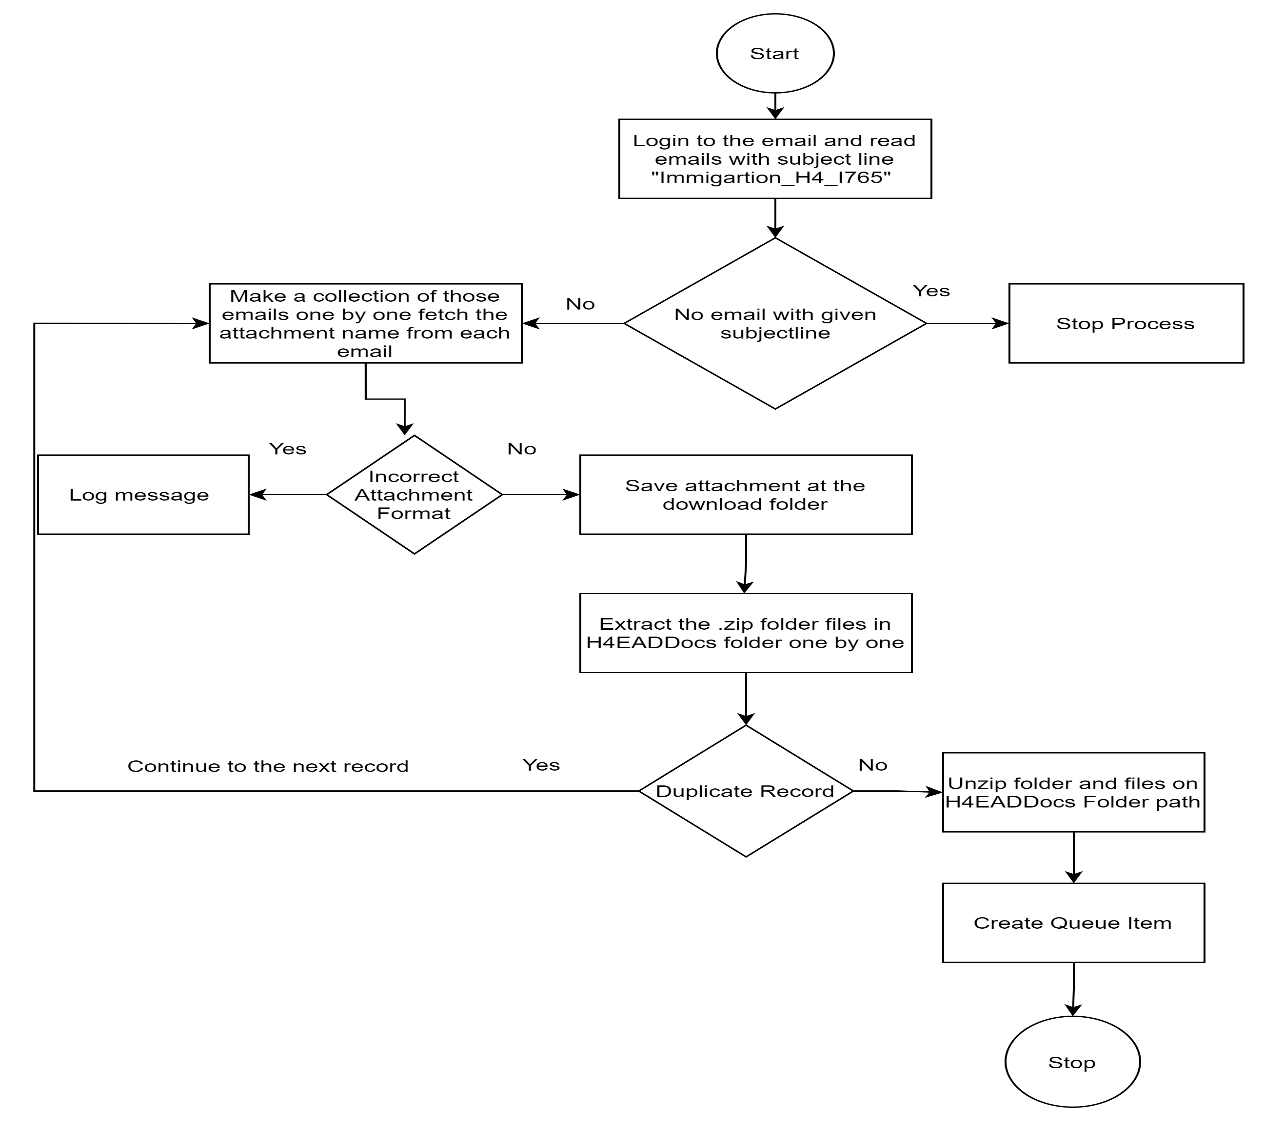 Start
Login to the email and read
emails with subject line
"Immigartion_H4_I765"
No email with given
subjectline
Yes
Stop Process
No
Make a collection of those
emails one by one fetch the
attachment name from each
email
Incorrect
Attachment
Format
Yes
Log message
No
Save attachment at the
download folder
Extract the .zip folder files in
H4EADDocs folder one by one
Duplicate Record
Yes
Continue to the next record
No
Unzip folder and files on
H4EADDocs Folder path
Create Queue Item
Stop